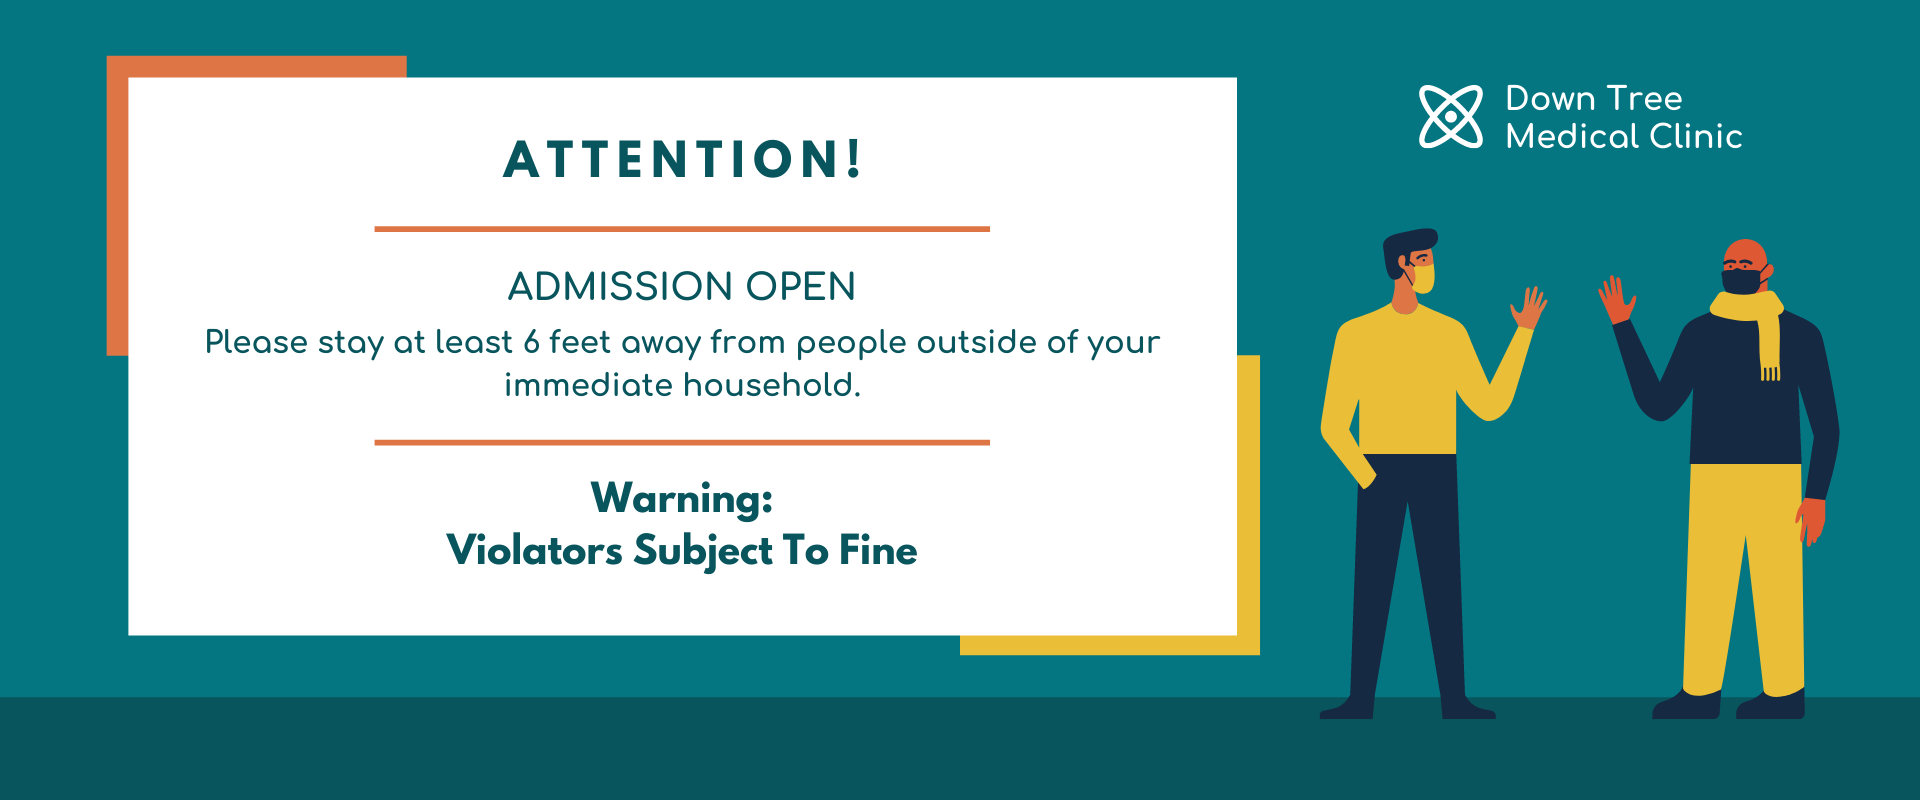 ATTENTION!
ADMISSION OPEN
Please stay at least 6 feet away from people outside of your
immediate household.
Warning:
Violators Subject To Fine
Down Tree
Medical Clinic